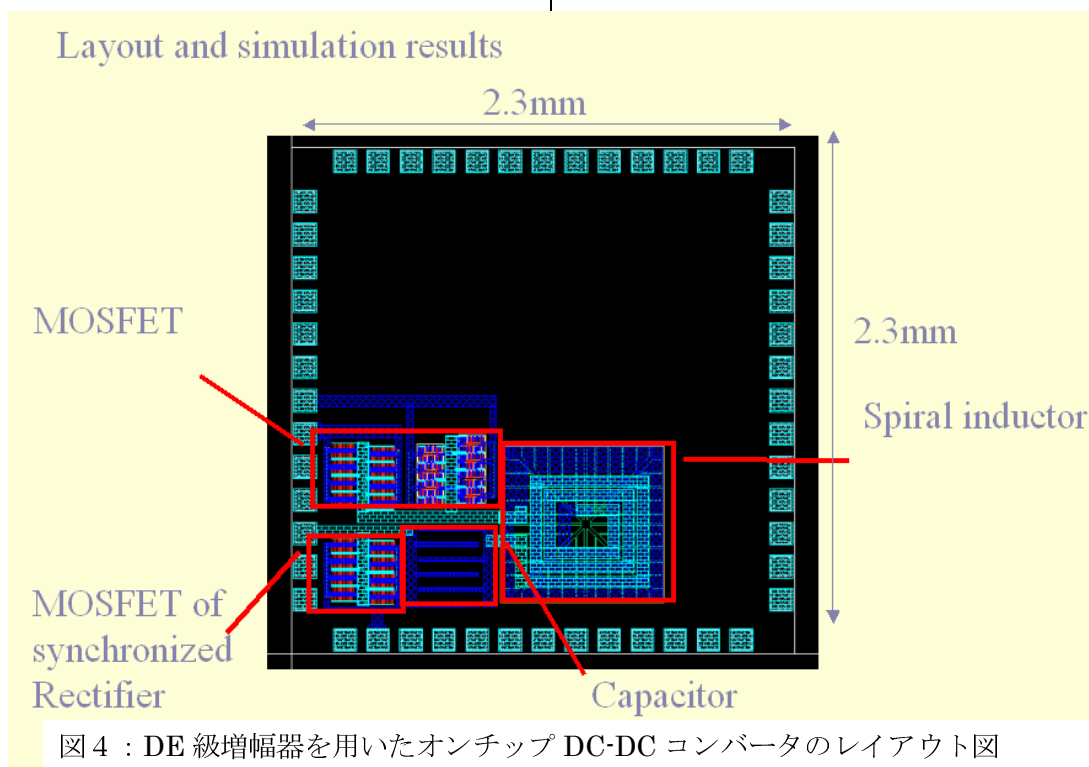 Layout and simulation results
2.3mm
MOSFET
2.3mm
Spiral inductor
MOSFET of
synchronized
Rectifier
Capacitor
図４：DE 級増幅器を用いたオンチップ DC-DC コンバータのレイアウト図